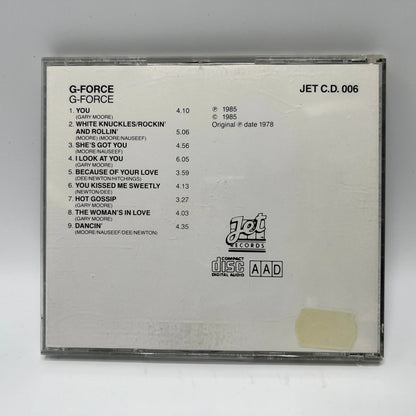 G-FORCE
G-FORCE
JET C.D. 006
1. YOU 4.10
(GARY MOORE)
2. WHITE KNUCKLES/ROCKIN'
AND ROLLIN' 5.06
(MOORE) (MOORE/NAUSEEF)
3. SHE'S GOT YOU 4.56
(MOORE/NAUSEEF)
4. I LOOK AT YOU 6.05
(GARY MOORE)
5. BECAUSE OF YOUR LOVE 3.59
(DEE/NEWTON/HITCHINGS)
6. YOU KISSED ME SWEETLY 4.13
(NEWTON/DEE)
7. HOT GOSSIP 3.27
(GARY MOORE)
8. THE WOMAN'S IN LOVE 4.03
(GARY MOORE)
9. DANCIN' 4.35
(MOORE/NAUSEEF/DEE/NEWTON)
℗ 1985
© 1985
Original ℗ date 1978
Jet
RECORDS
COMPACT
disc
DIGITAL AUDIO
AAD